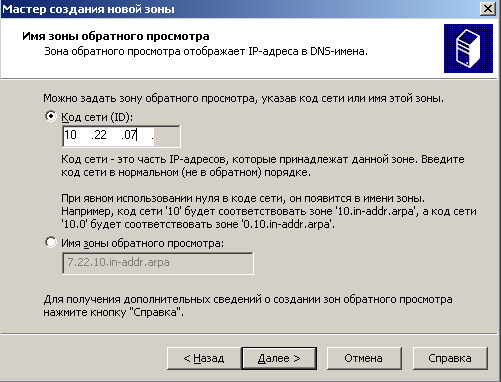 Мастер создания новой зоны
Имя зоны обратного просмотра
Зона обратного просмотра отображает IP-адреса в DNS-имена.
Можно задать зону обратного просмотра, указав код сети или имя этой зоны.
Код сети (ID):
10 .22 .07 .
Код сети - это часть IP-адресов, которые принадлежат данной зоне. Введите
код сети в нормальном (не в обратном) порядке.
При явном использовании нуля в коде сети, он появится в имени зоны.
Например, код сети '10' будет соответствовать зоне '10.in-addr.arpa', а код сети
'10.0' будет соответствовать зоне '0.10.in-addr.arpa'.
Имя зоны обратного просмотра:
7.22.10.in-addr.arpa
Для получения дополнительных сведений о создании зон обратного просмотра
нажмите кнопку "Справка".
< Назад Далее > Отмена Справка